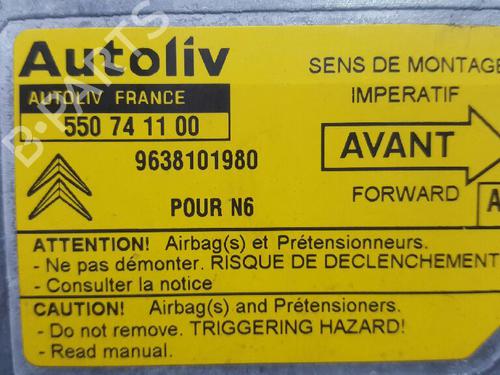 Autoliv
AUTOLIV FRANCE
550 74 11 00
9638101980
POUR N6
SENS DE MONTAGE
IMPERATIF
AVANT
FORWARD
A
ATTENTION! Airbag(s) et Prétensionneurs.
- Ne pas démonter. RISQUE DE DECLENCHEMENT
- Consulter la notice
CAUTION! Airbag(s) and Prétensioners.
- Do not remove. TRIGGERING HAZARD!
- Read manual.
B-PARTS